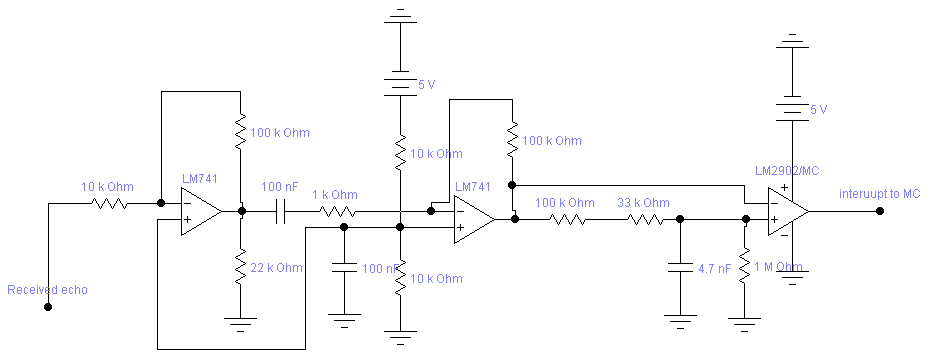 5 V
5 V
100 k Ohm
10 k Ohm
100 k Ohm
LM741
LM2902/MC
10 k Ohm
100 nF
1 k Ohm
LM741
interuupt to MC
100 k Ohm
33 k Ohm
22 k Ohm
100 nF
10 k Ohm
4.7 nF
1 M Ohm
Received echo